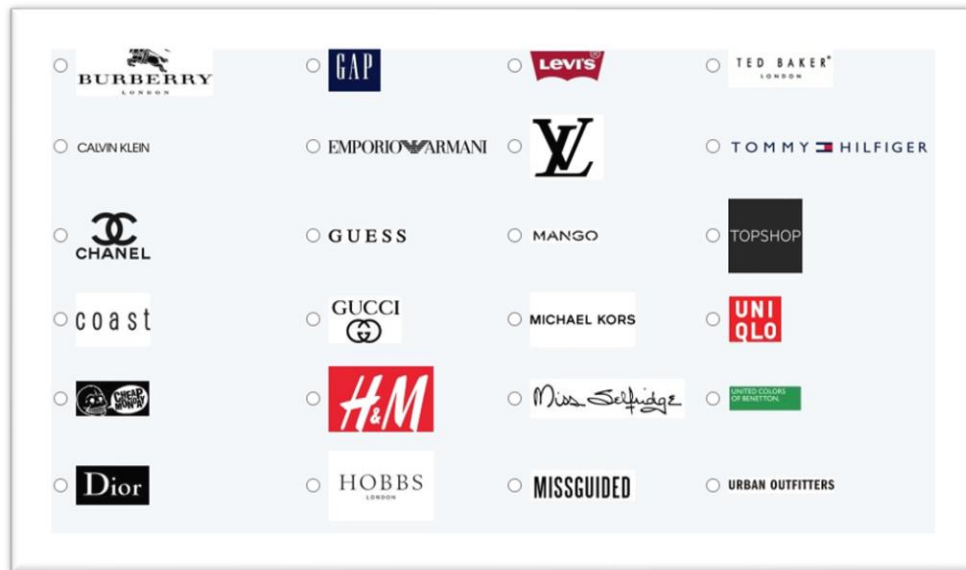 BURBERRY
LONDON
GAP
LEVI'S®
TED BAKER®
LONDON
CALVIN KLEIN
EMPORIO ARMANI
LV
TOMMY HILFIGER
CHANEL
GUESS
MANGO
TOPSHOP
coast
GUCCI
MICHAEL KORS
UNI
QLO
CHEAP
MONDAY
H&M
Miss Selfridge
UNITED COLORS
OF BENETTON.
Dior
HOBBS
LONDON
MISSGUIDED
URBAN OUTFITTERS